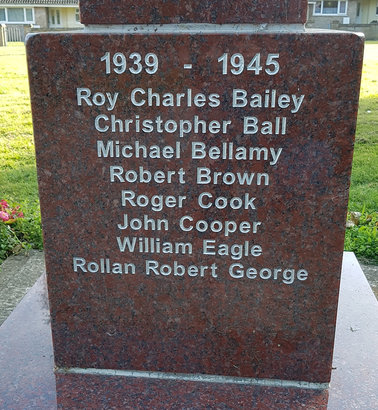 1939 - 1945
Roy Charles Bailey
Christopher Ball
Michael Bellamy
Robert Brown
Roger Cook
John Cooper
William Eagle
Rollan Robert George